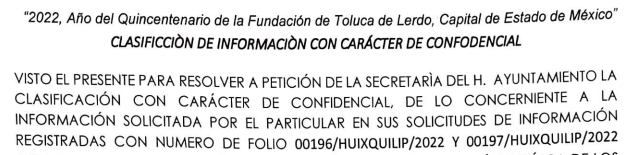 "2022, Año del Quincentenario de la Fundación de Toluca de Lerdo, Capital de Estado de México"
CLASIFICCIÒN DE INFORMACIÒN CON CARÁCTER DE CONFODENCIAL
VISTO EL PRESENTE PARA RESOLVER A PETICIÓN DE LA SECRETARÌA DEL H. AYUNTAMIENTO LA
CLASIFICACIÓN CON CARÁCTER DE CONFIDENCIAL, DE LO CONCERNIENTE A LA
INFORMACIÓN SOLICITADA POR EL PARTICULAR EN SUS SOLICITUDES DE INFORMACIÓN
REGISTRADAS CON NUMERO DE FOLIO 00196/HUIXQUILIP/2022 Y 00197/HUIXQUILIP/2022